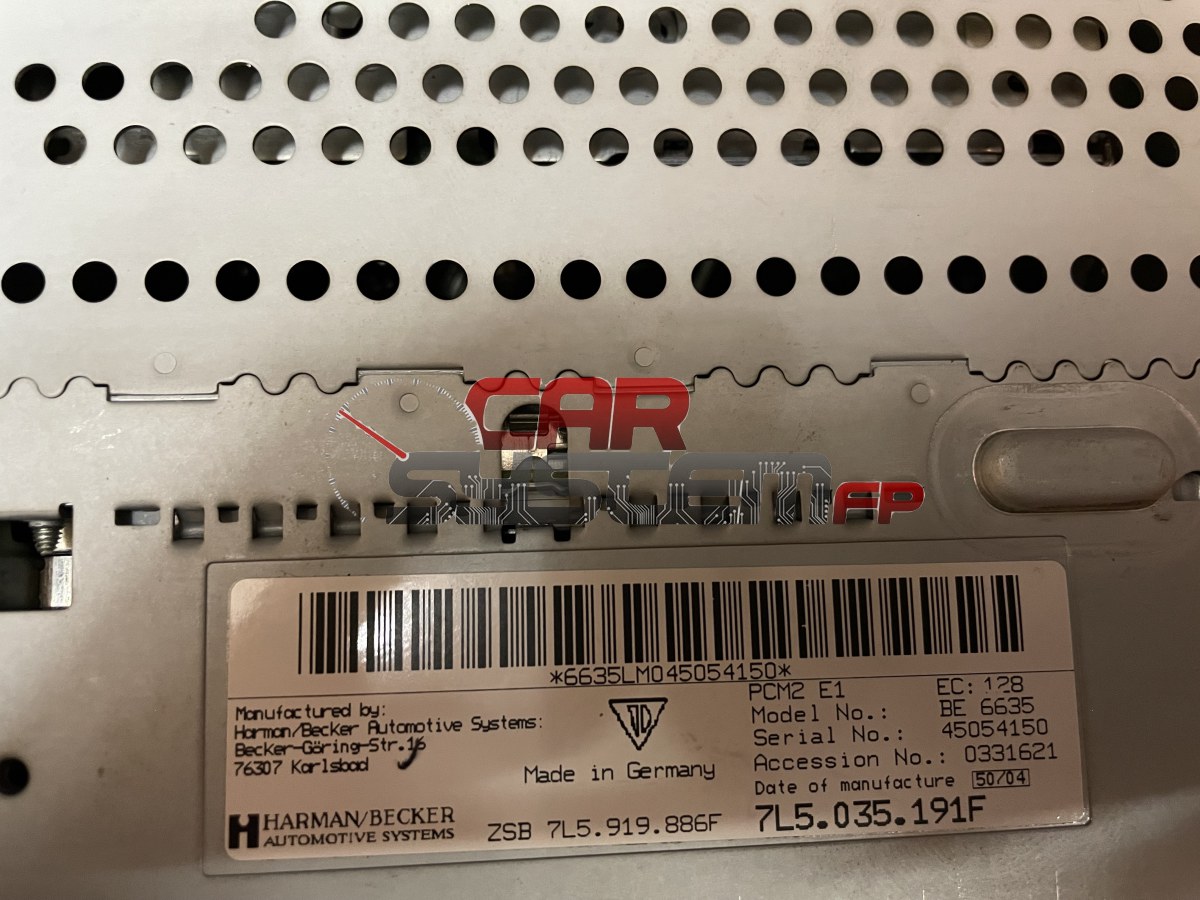 CAR
SYSTEM FP
*6635LM045054150*
Manufactured by:
Harman/Becker Automotive Systems:
Becker-Göring-Str.16
76307 Karlsbad
Made in Germany
PCM2 E1 EC: 128
Model No.: BE 6635
Serial No.: 45054150
Accession No.: 0331621
Date of manufacture 50/04
HARMAN/BECKER
AUTOMOTIVE SYSTEMS
ZSB 7L5.919.886F
7L5.035.191F